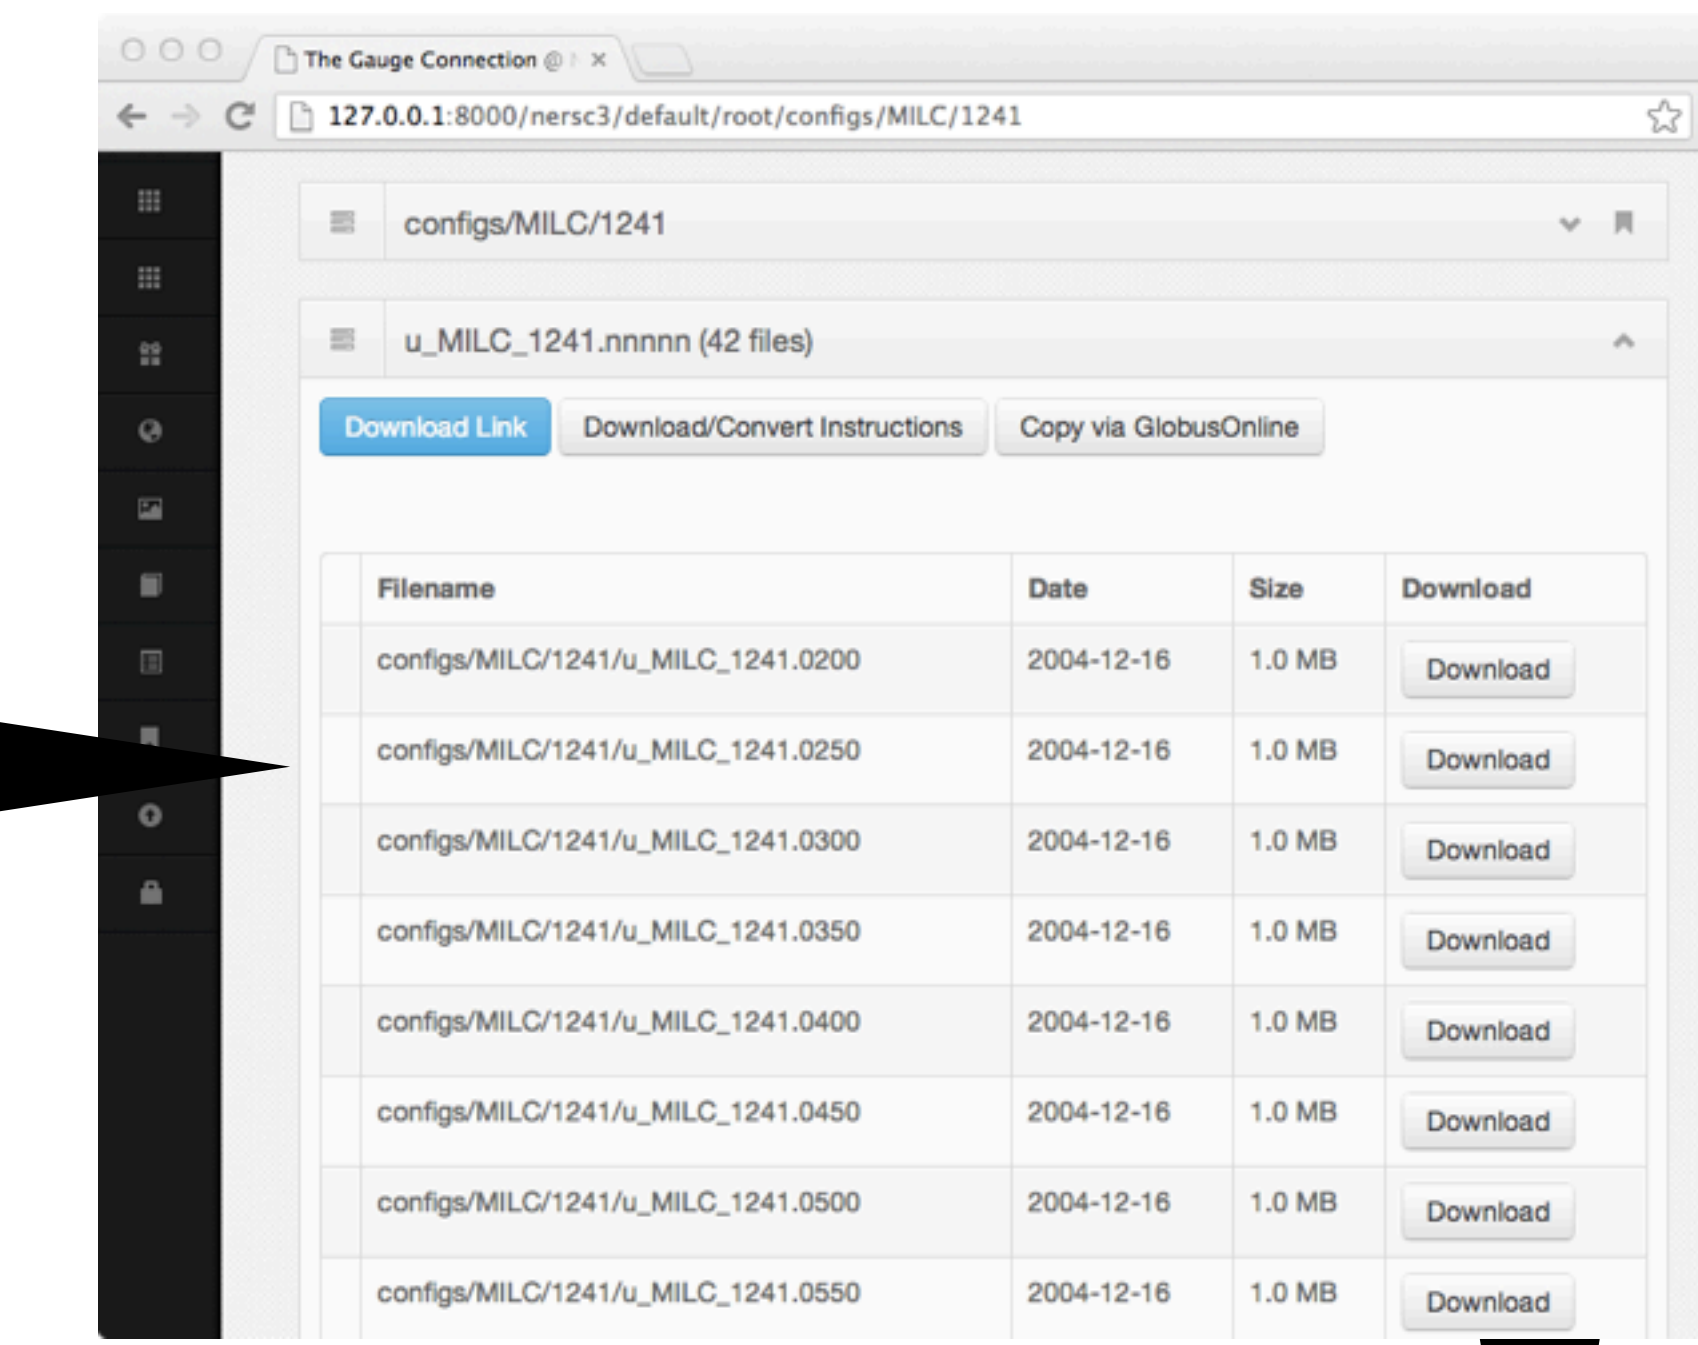 The Gauge Connection @
127.0.0.1:8000/nersc3/default/root/configs/MILC/1241
configs/MILC/1241
u_MILC_1241.nnnnn (42 files)
Download Link Download/Convert Instructions Copy via GlobusOnline
Filename Date Size Download
configs/MILC/1241/u_MILC_1241.0200 2004-12-16 1.0 MB Download
configs/MILC/1241/u_MILC_1241.0250 2004-12-16 1.0 MB Download
configs/MILC/1241/u_MILC_1241.0300 2004-12-16 1.0 MB Download
configs/MILC/1241/u_MILC_1241.0350 2004-12-16 1.0 MB Download
configs/MILC/1241/u_MILC_1241.0400 2004-12-16 1.0 MB Download
configs/MILC/1241/u_MILC_1241.0450 2004-12-16 1.0 MB Download
configs/MILC/1241/u_MILC_1241.0500 2004-12-16 1.0 MB Download
configs/MILC/1241/u_MILC_1241.0550 2004-12-16 1.0 MB Download